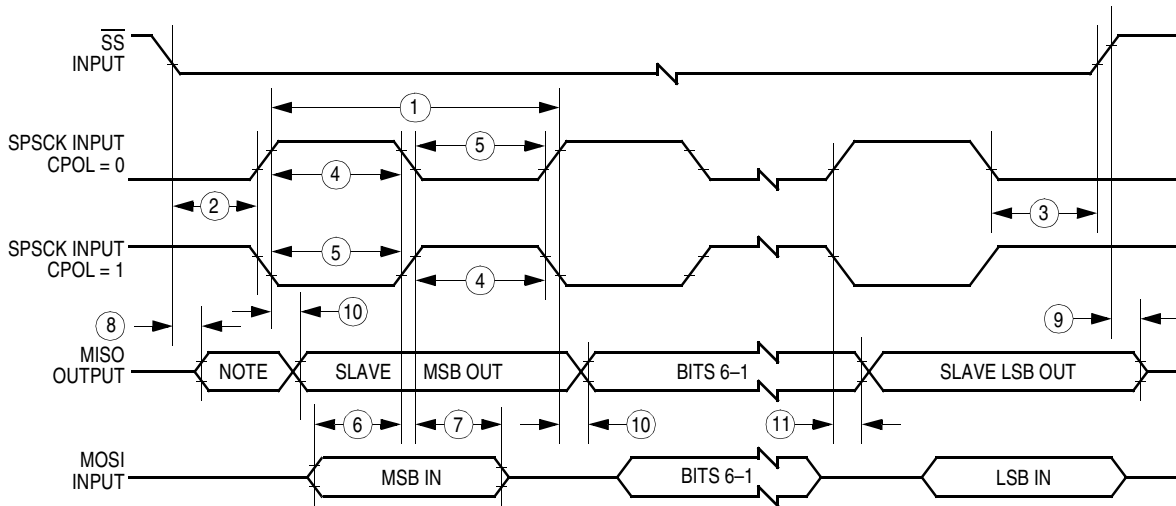 SS
INPUT
1
SPSCK INPUT
CPOL = 0
5
4
2
3
SPSCK INPUT
CPOL = 1
5
4
8
10
9
MISO
OUTPUT
NOTE
SLAVE MSB OUT
BITS 6–1
SLAVE LSB OUT
6
7
10
11
MOSI
INPUT
MSB IN
BITS 6–1
LSB IN